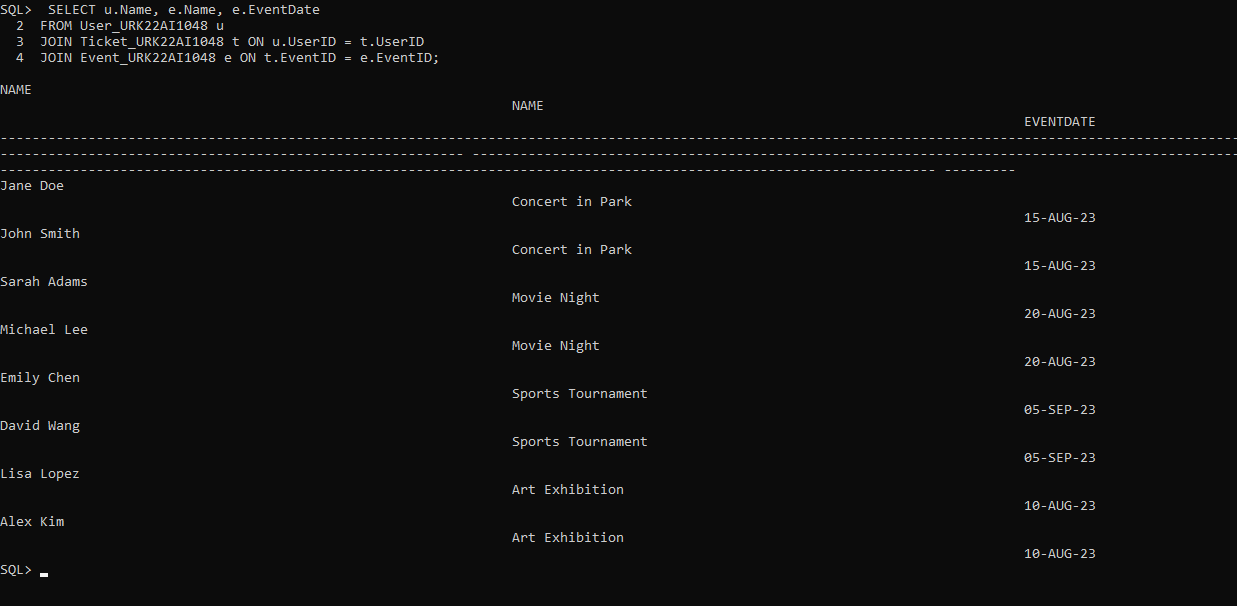 SQL>  SELECT u.Name, e.Name, e.EventDate
  2  FROM User_URK22AI1048 u
  3  JOIN Ticket_URK22AI1048 t ON u.UserID = t.UserID
  4  JOIN Event_URK22AI1048 e ON t.EventID = e.EventID;
NAME
NAME
EVENTDATE
--------------------------------------------------------------------------------------------------------------------------------------------------------------
---------------------------------------------------------- ------------------------------------------------------------------------------------------------
--------------------------------------------------------------------------------------------------------------------- ---------
Jane Doe
Concert in Park
15-AUG-23
John Smith
Concert in Park
15-AUG-23
Sarah Adams
Movie Night
20-AUG-23
Michael Lee
Movie Night
20-AUG-23
Emily Chen
Sports Tournament
05-SEP-23
David Wang
Sports Tournament
05-SEP-23
Lisa Lopez
Art Exhibition
10-AUG-23
Alex Kim
Art Exhibition
10-AUG-23
SQL>